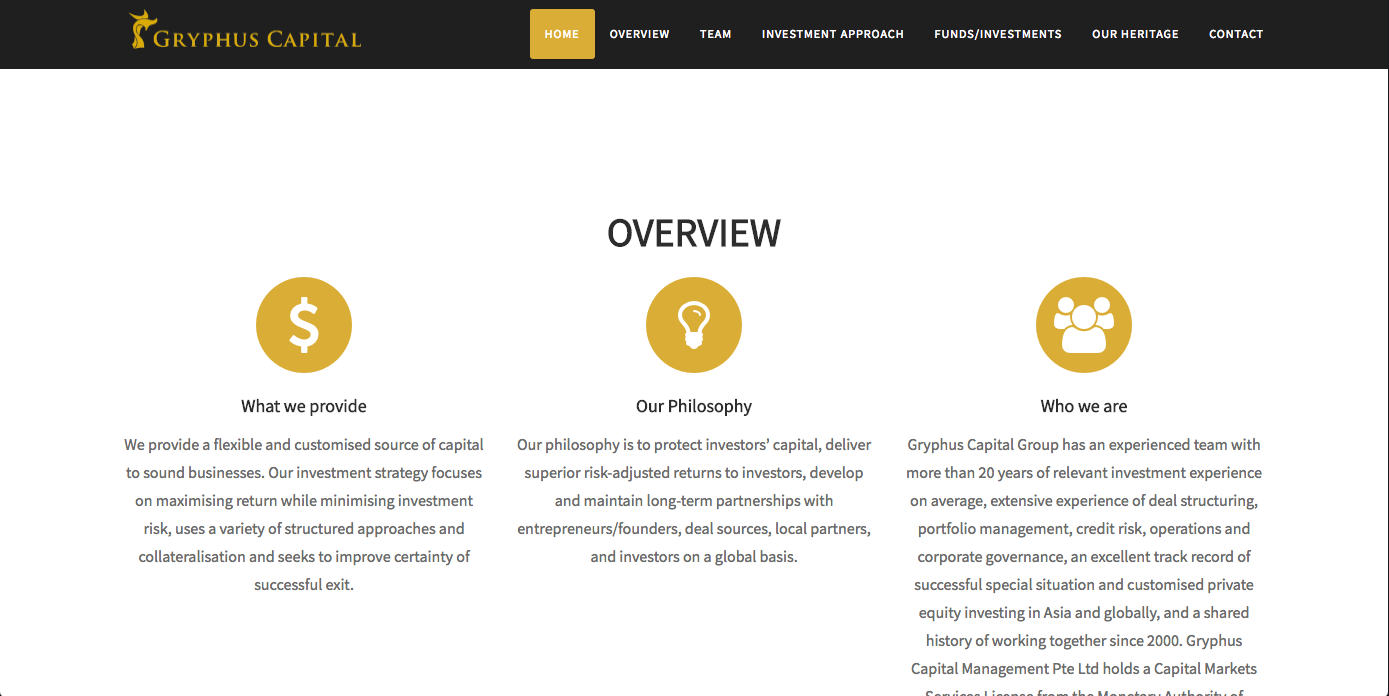 GRYPHUS CAPITAL
HOME OVERVIEW TEAM INVESTMENT APPROACH FUNDS/INVESTMENTS OUR HERITAGE CONTACT
OVERVIEW
$
What we provide
We provide a flexible and customised source of capital
to sound businesses. Our investment strategy focuses
on maximising return while minimising investment
risk, uses a variety of structured approaches and
collateralisation and seeks to improve certainty of
successful exit.
Our Philosophy
Our philosophy is to protect investors’ capital, deliver
superior risk-adjusted returns to investors, develop
and maintain long-term partnerships with
entrepreneurs/founders, deal sources, local partners,
and investors on a global basis.
Who we are
Gryphus Capital Group has an experienced team with
more than 20 years of relevant investment experience
on average, extensive experience of deal structuring,
portfolio management, credit risk, operations and
corporate governance, an excellent track record of
successful special situation and customised private
equity investing in Asia and globally, and a shared
history of working together since 2000. Gryphus
Capital Management Pte Ltd holds a Capital Markets
Services License from the Monetary Authority of